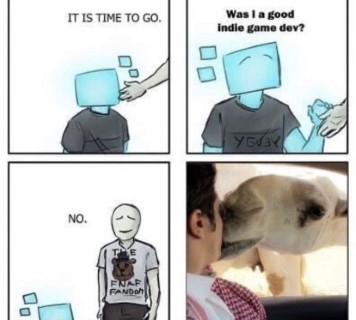 IT IS TIME TO GO.
Was I a good
indie game dev?
NO.
THE
FNAF
FANDOM